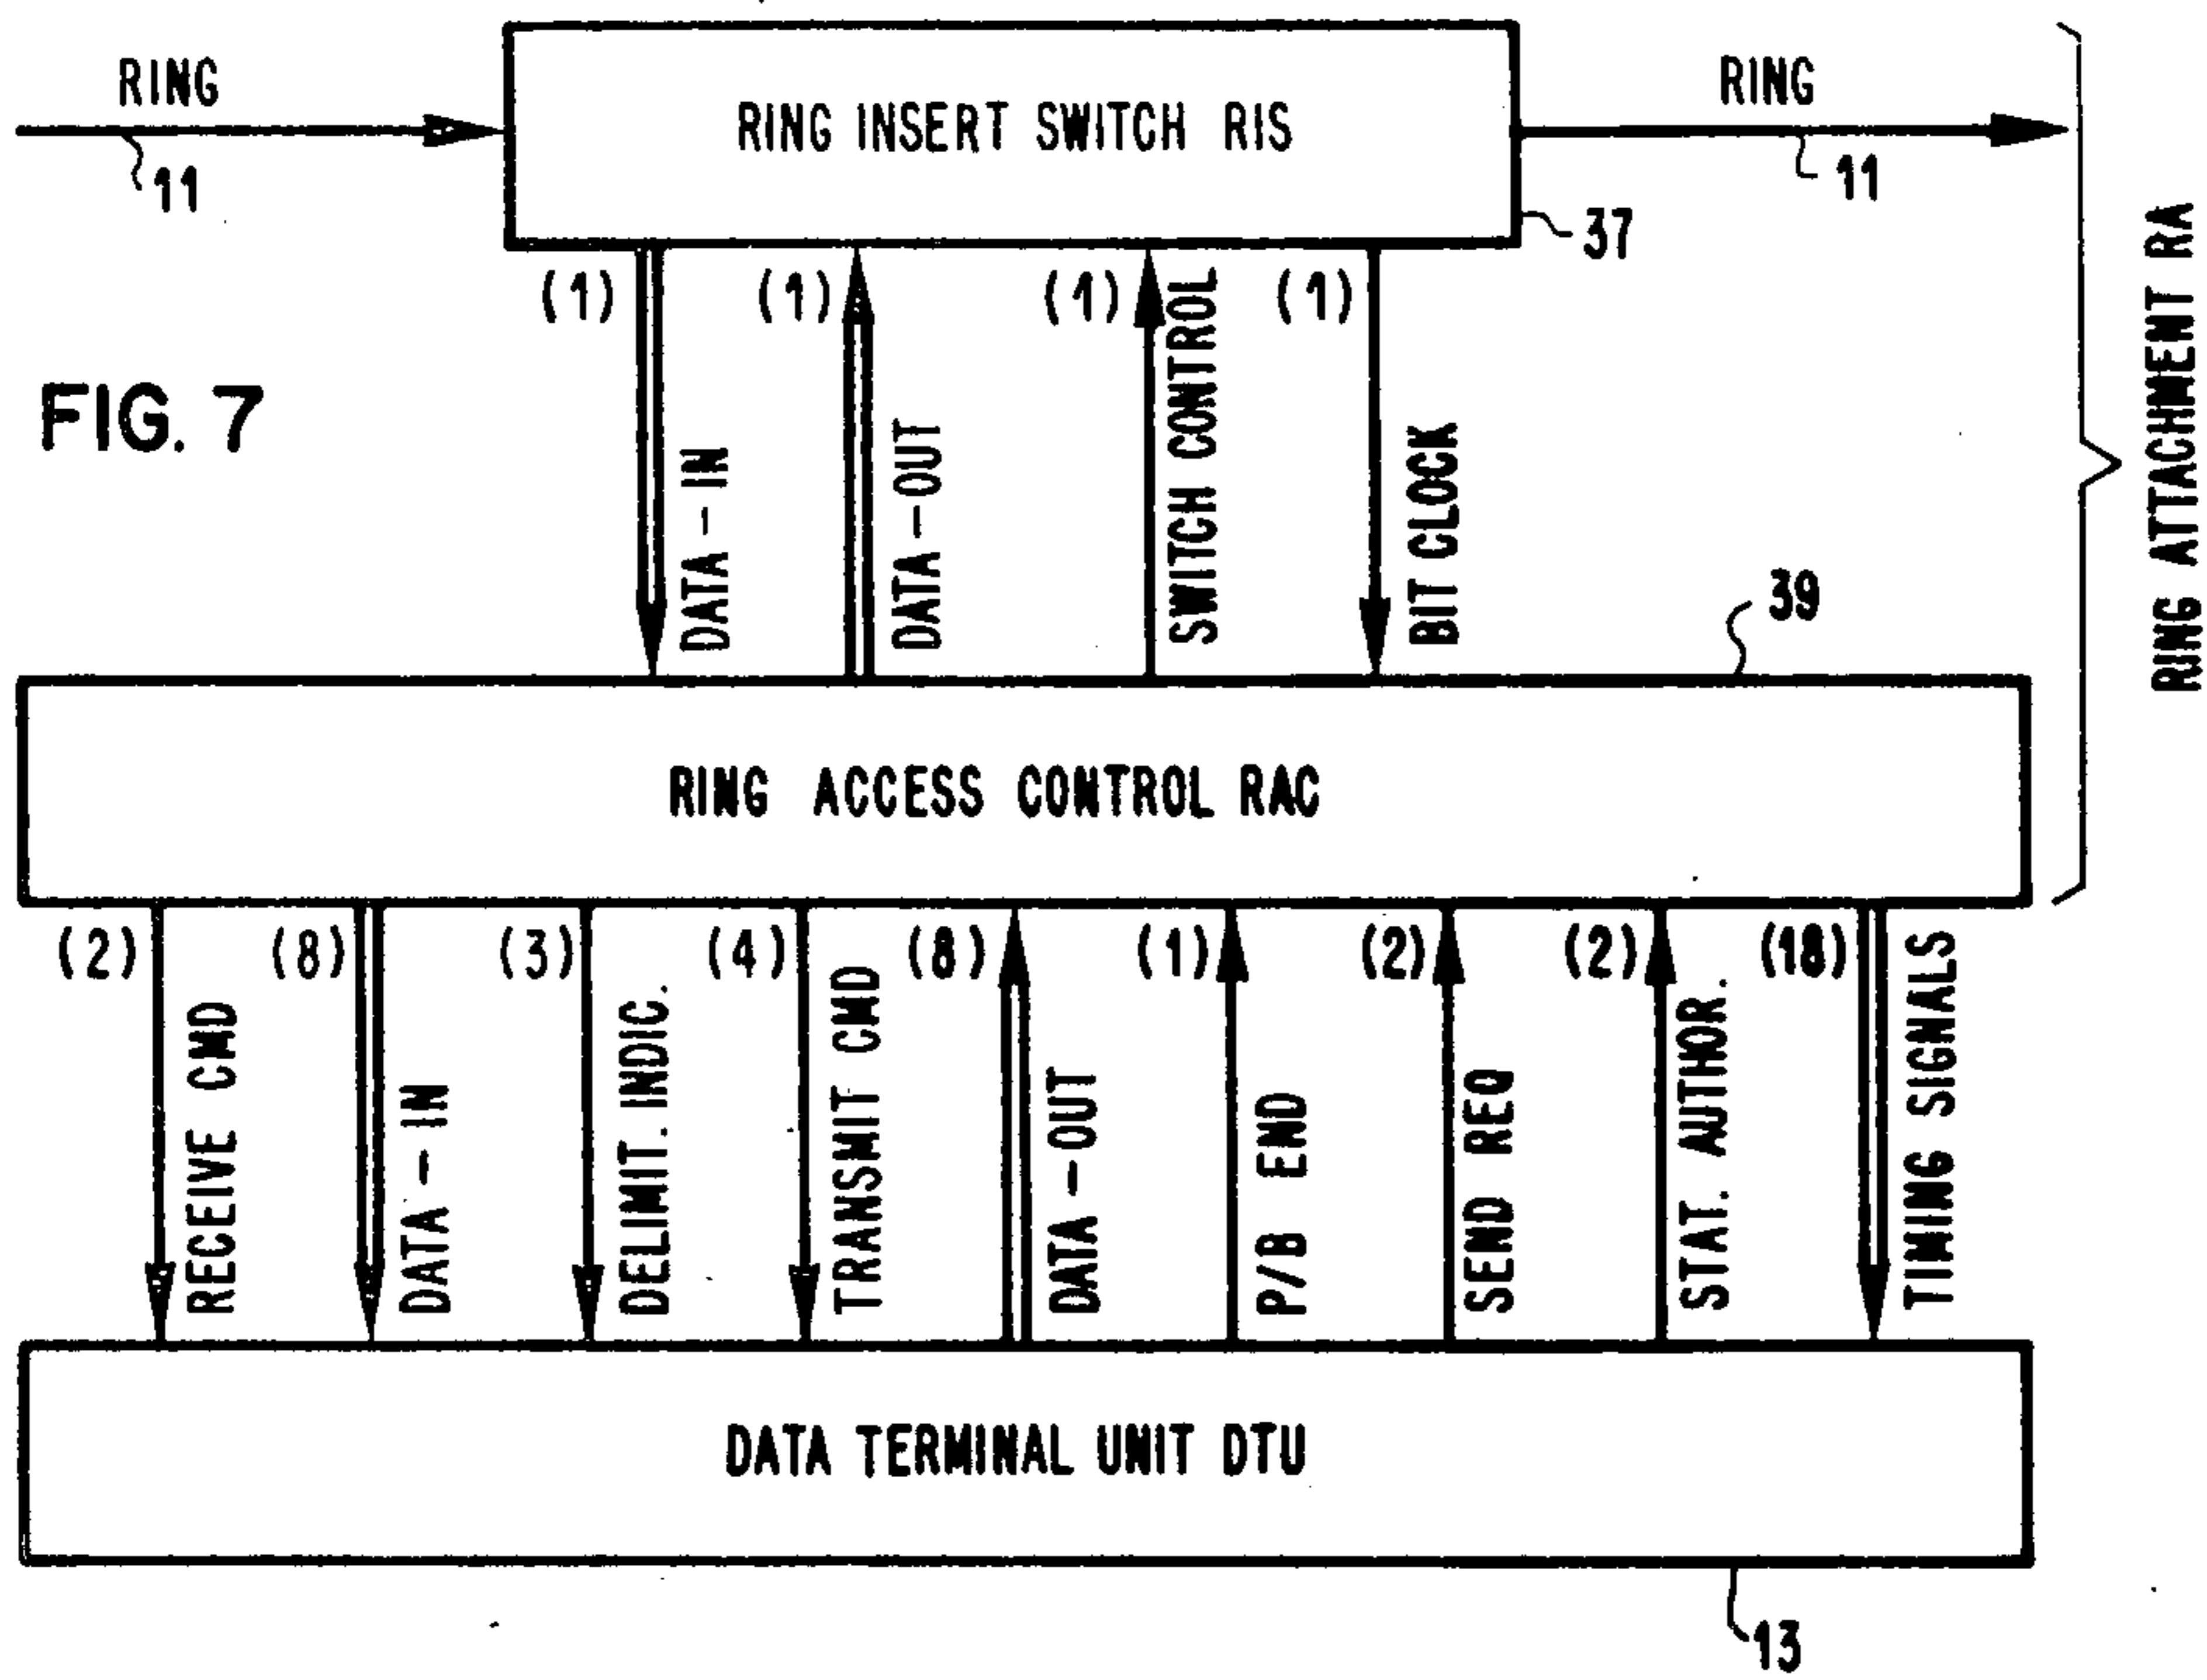 RING
RING
RING INSERT SWITCH RIS
11
11
37
(1)
(1)
(1)
(1)
FIG. 7
DATA-IN
DATA-OUT
SWITCH CONTROL
BIT CLOCK
39
RING ATTACHMENT RA
RING ACCESS CONTROL RAC
(2)
(8)
(3)
(4)
(8)
(1)
(2)
(2)
(18)
RECEIVE CMD
DATA-IN
DELIMIT. INDIC.
TRANSMIT CMD
DATA-OUT
P/B END
SEND REQ
STAT. AUTHOR.
TIMING SIGNALS
DATA TERMINAL UNIT DTU
13